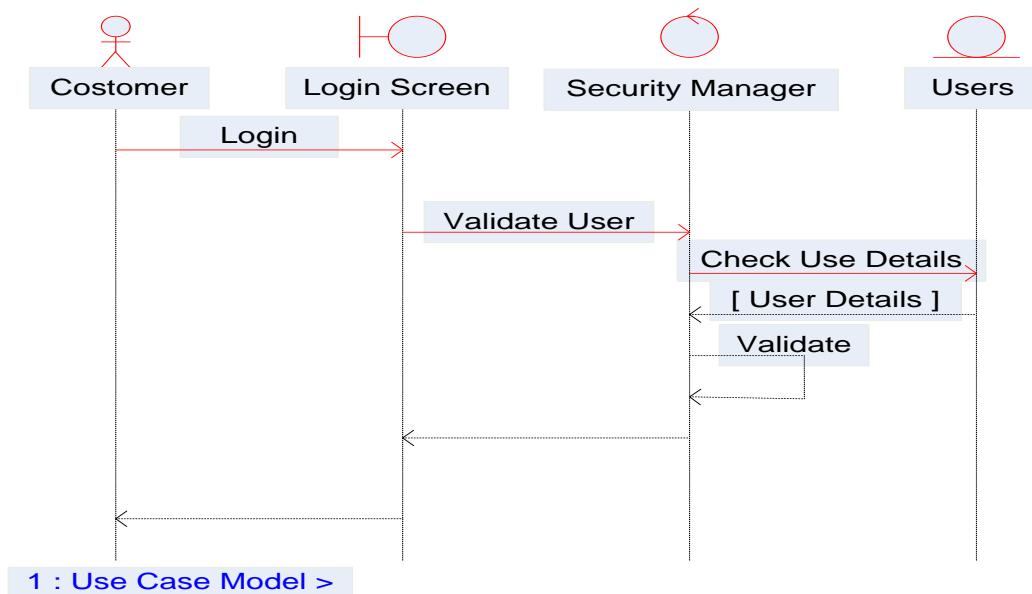 Costomer
Login Screen
Security Manager
Users
Login
Validate User
Check Use Details
[ User Details ]
Validate
1 : Use Case Model >